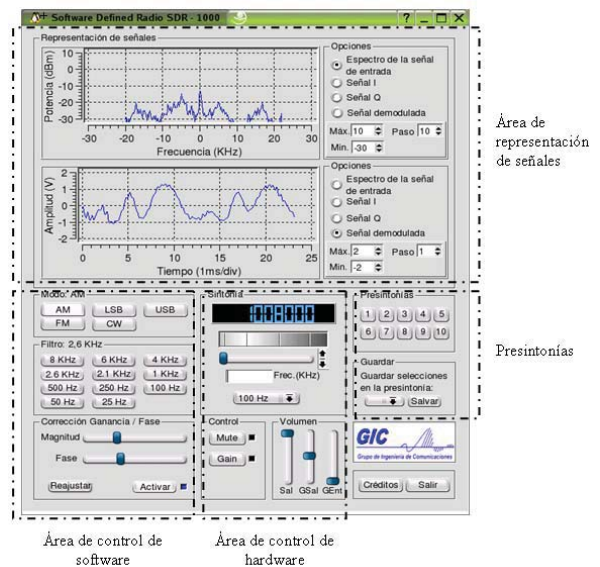 Software Defined Radio SDR - 1000
Representación de señales
Potencia (dBm)
10
0
-10
-20
-30
-30 -20 -10 0 10 20 30
Frecuencia (KHz)
Opciones
Espectro de la señal
de entrada
Señal I
Señal Q
Señal demodulada
Máx. 10 Paso 10
Min. -30
Amplitud (V)
2
1
0
-1
-2
0 5 10 15 20 25
Tiempo (1ms/div)
Opciones
Espectro de la señal
de entrada
Señal I
Señal Q
Señal demodulada
Máx. 2 Paso 1
Min. -2
Área de
representación
de señales
Modo: AM
AM LSB USB
FM CW
Filtro: 2,6 KHz
8 KHz 6 KHz 4 KHz
2.6 KHz 2.1 KHz 1 KHz
500 Hz 250 Hz 100 Hz
50 Hz 25 Hz
Corrección Ganancia / Fase
Magnitud
Fase
Reajustar Activar
Sintonía
Frec.(KHz)
100 Hz
Control
Mute
Gain
Volumen
Sal GSal GEnt
Presintonías
1 2 3 4 5
6 7 8 9 10
Guardar
Guardar selecciones
en la presintonía:
Salvar
Presintonías
GIC
Grupo de Ingeniería de Comunicaciones
Créditos Salir
Área de control de
software
Área de control de
hardware